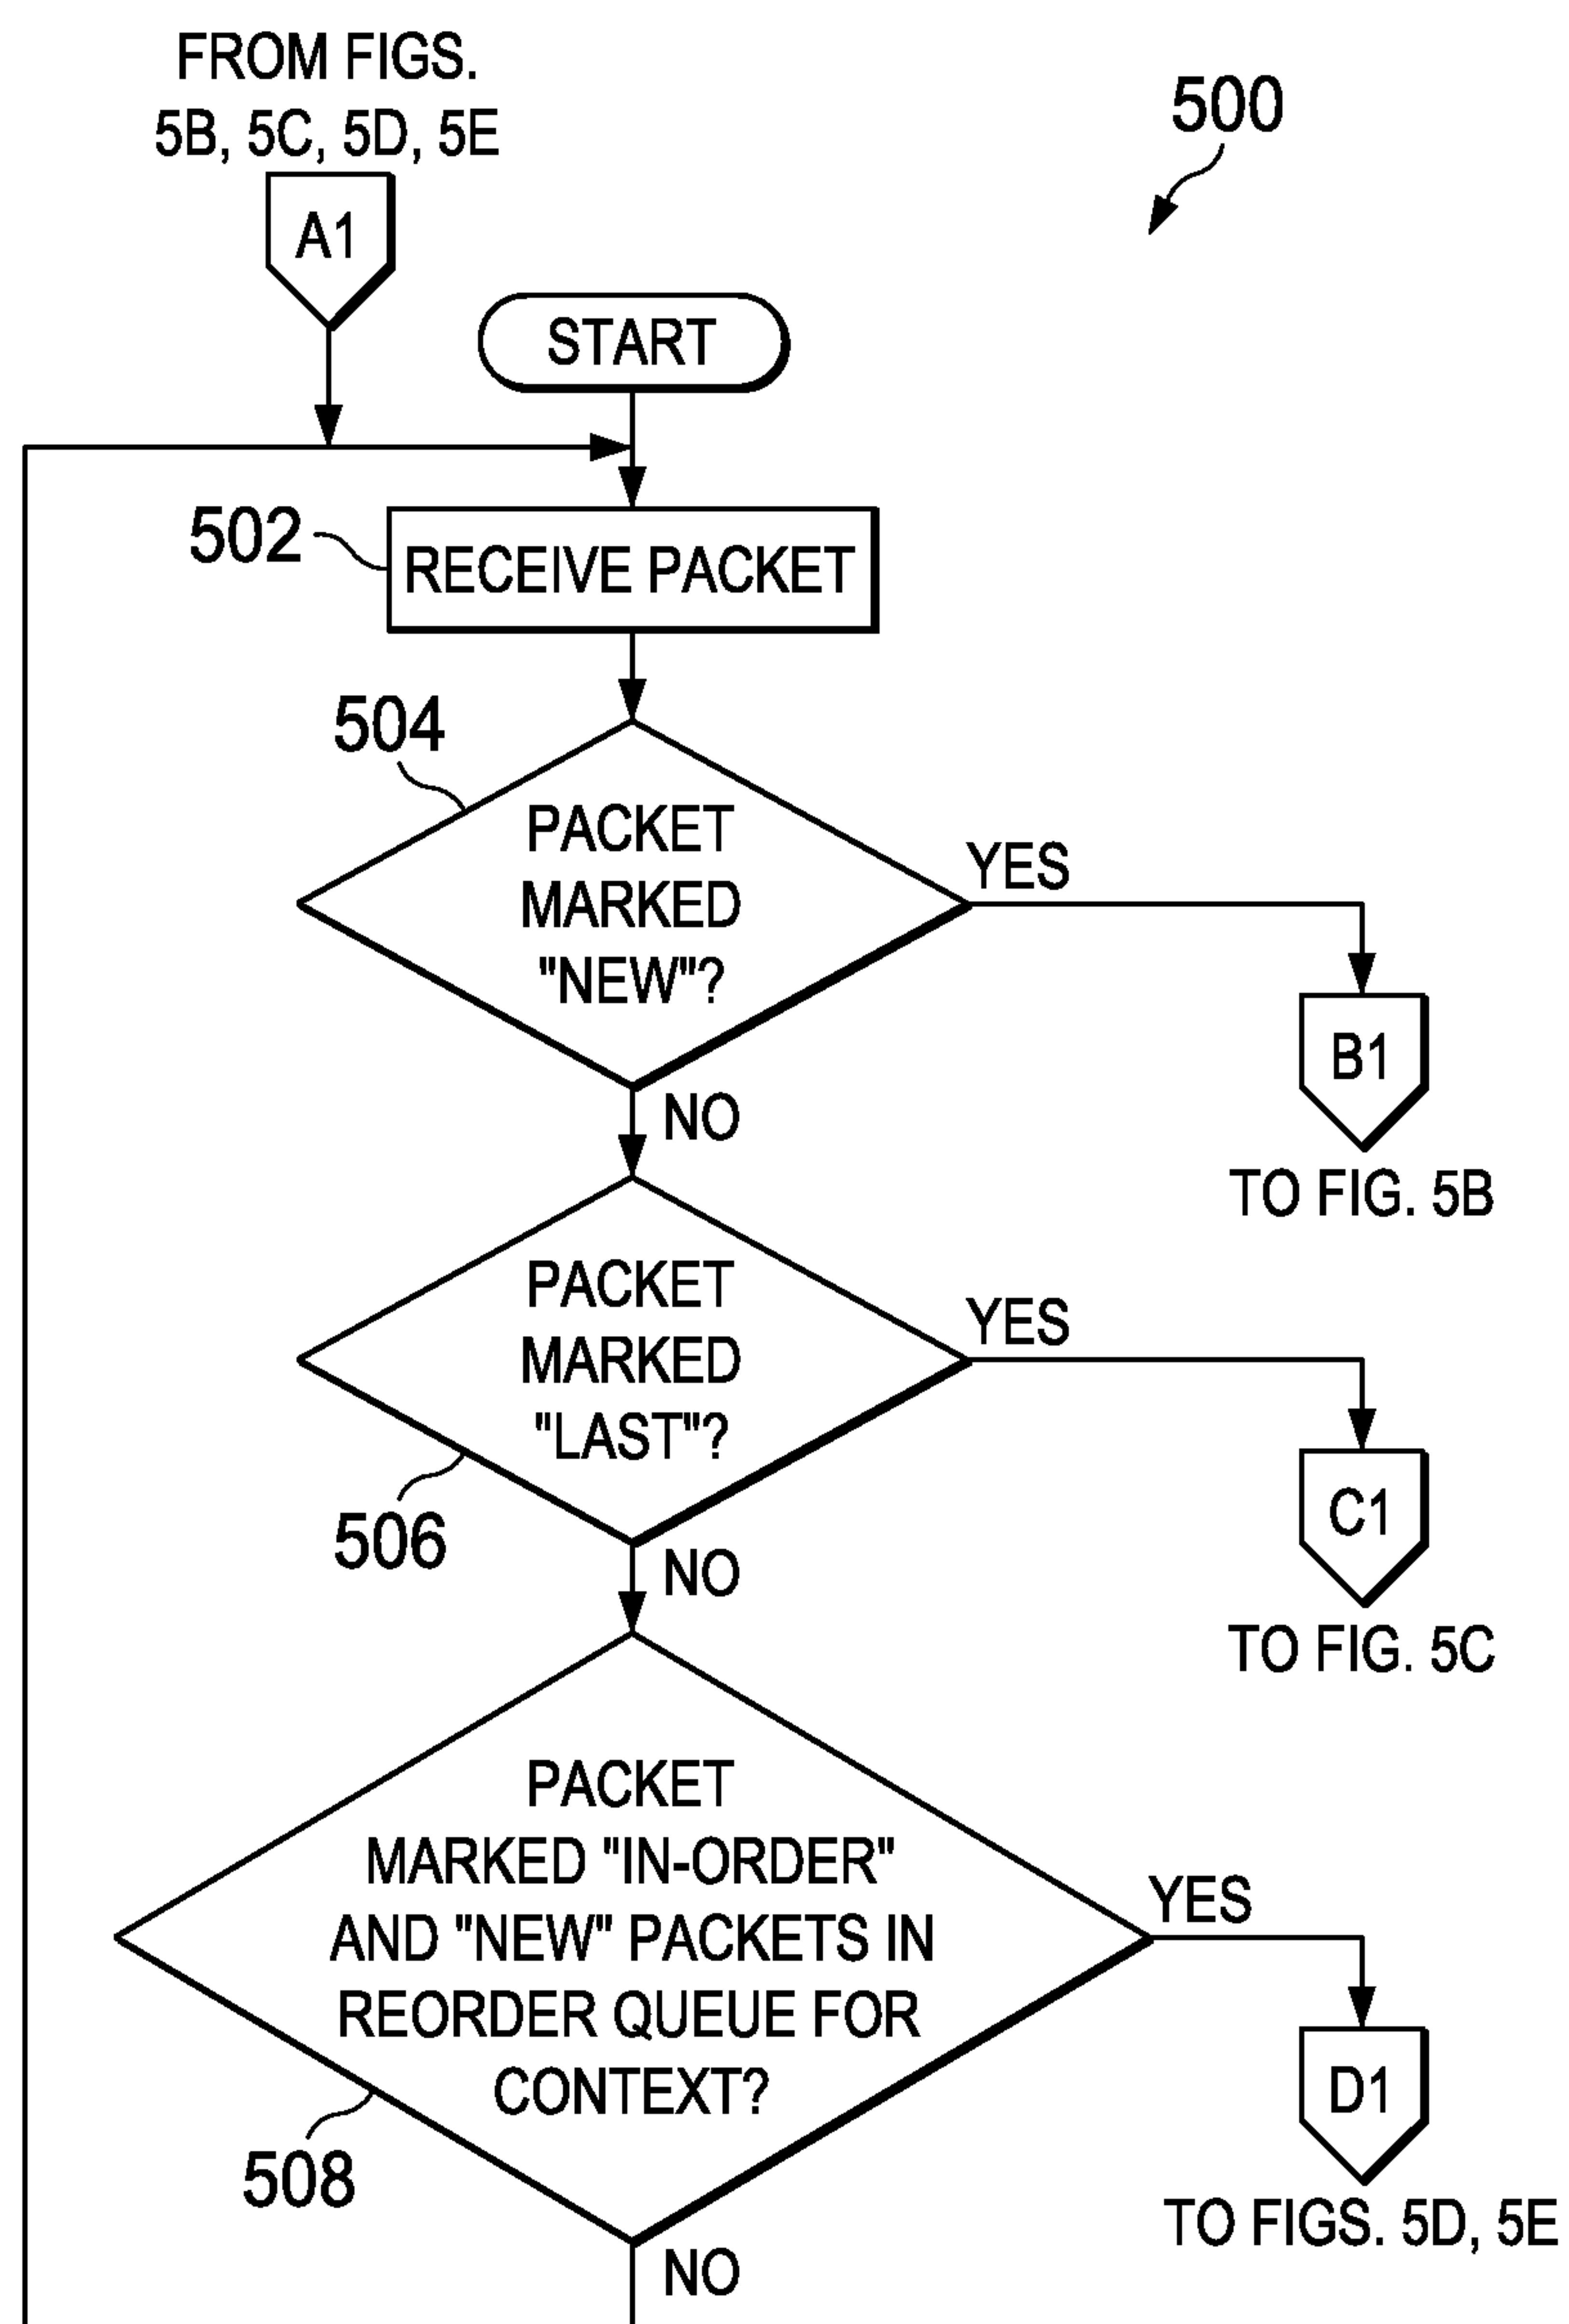 FROM FIGS.
5B, 5C, 5D, 5E
500
A1
START
502
RECEIVE PACKET
504
PACKET
MARKED
"NEW"?
YES
B1
TO FIG. 5B
NO
PACKET
MARKED
"LAST"?
YES
506
C1
TO FIG. 5C
NO
PACKET
MARKED "IN-ORDER"
AND "NEW" PACKETS IN
REORDER QUEUE FOR
CONTEXT?
YES
508
D1
TO FIGS. 5D, 5E
NO